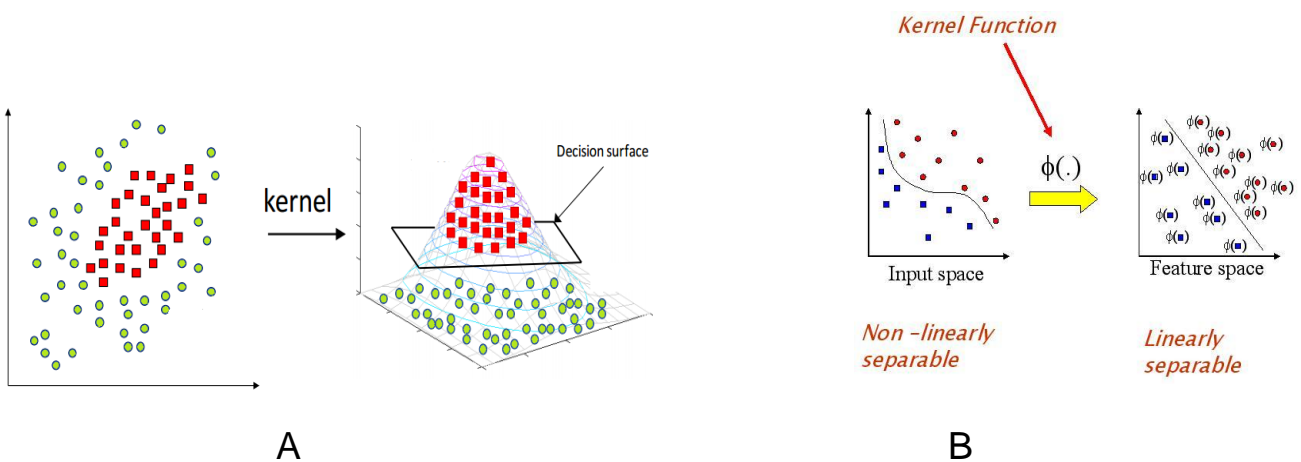 kernel
Decision surface
A
Kernel Function
ϕ(.)
Input space
Non –linearly
separable
ϕ( ) ϕ( ) ϕ( ) ϕ( ) ϕ( ) ϕ( )
ϕ( ) ϕ( ) ϕ( ) ϕ( ) ϕ( )
ϕ( ) ϕ( ) ϕ( ) ϕ( )
ϕ( ) ϕ( ) ϕ( )
Feature space
Linearly
separable
B